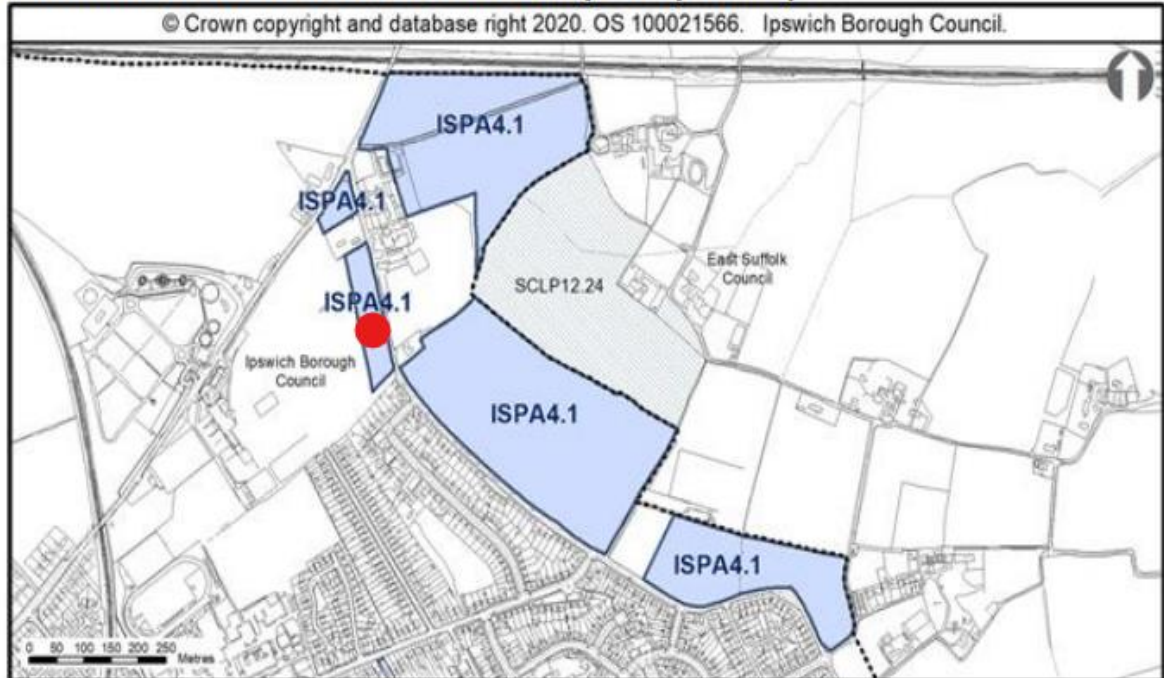 © Crown copyright and database right 2020. OS 100021566. Ipswich Borough Council.
ISPA4.1
ISPA4.1
East Suffolk
Council
SCLP12.24
ISPA4.1
Ipswich Borough
Council
ISPA4.1
ISPA4.1
0 50 100 150 200 250
Metres